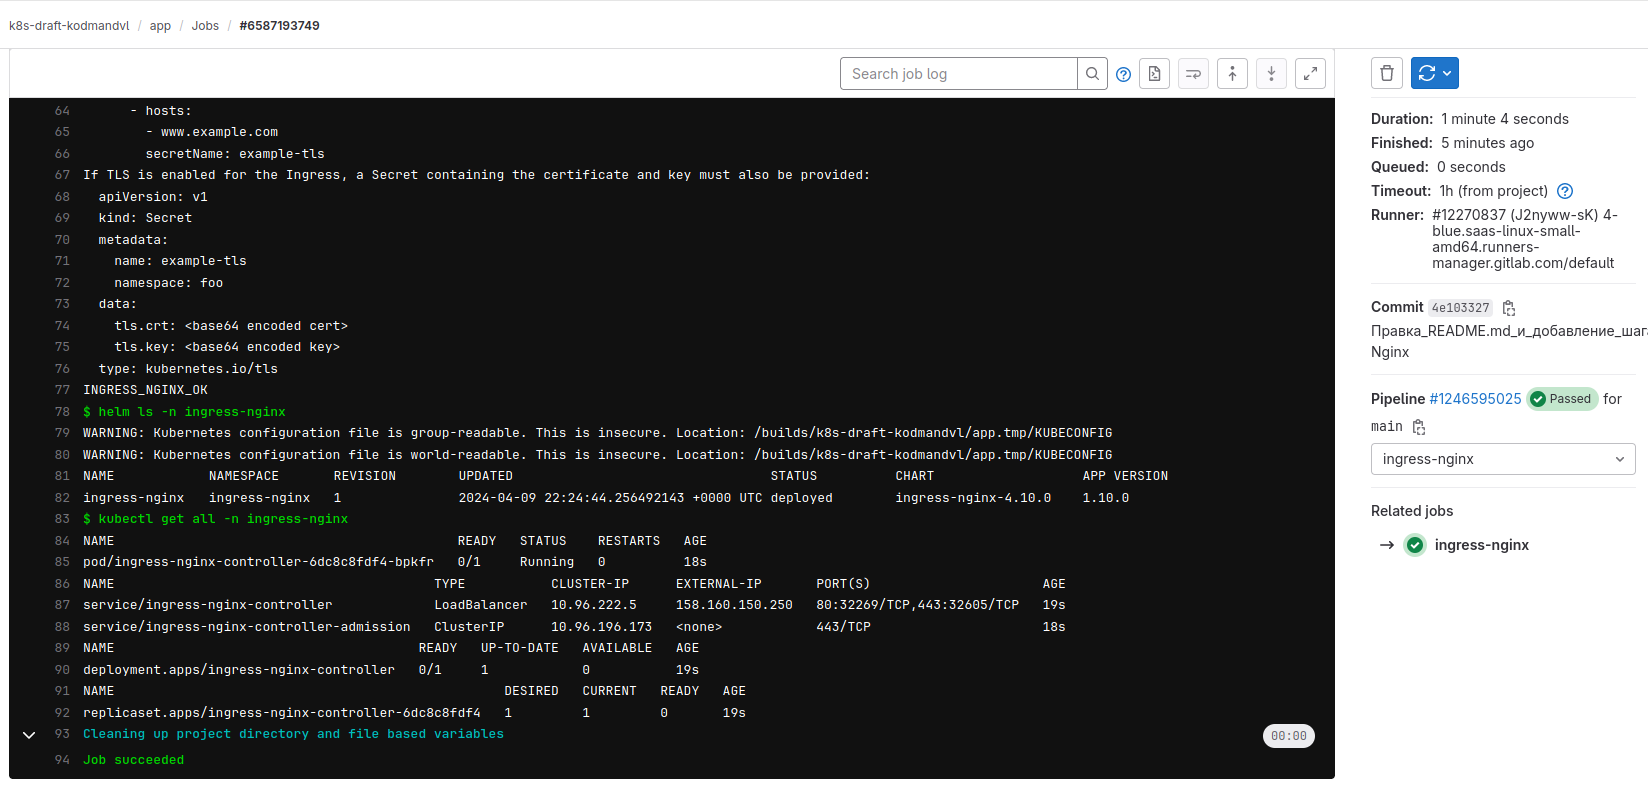 k8s-draft-kodmandvl / app / Jobs / #6587193749
Search job log
64 - hosts:
65 - www.example.com
66 secretName: example-tls
67 If TLS is enabled for the Ingress, a Secret containing the certificate and key must also be provided:
68 apiVersion: v1
69 kind: Secret
70 metadata:
71 name: example-tls
72 namespace: foo
73 data:
74 tls.crt: <base64 encoded cert>
75 tls.key: <base64 encoded key>
76 type: kubernetes.io/tls
77 INGRESS_NGINX_OK
78 $ helm ls -n ingress-nginx
79 WARNING: Kubernetes configuration file is group-readable. This is insecure. Location: /builds/k8s-draft-kodmandvl/app.tmp/KUBECONFIG
80 WARNING: Kubernetes configuration file is world-readable. This is insecure. Location: /builds/k8s-draft-kodmandvl/app.tmp/KUBECONFIG
81 NAME NAMESPACE REVISION UPDATED STATUS CHART APP VERSION
82 ingress-nginx ingress-nginx 1 2024-04-09 22:24:44.256492143 +0000 UTC deployed ingress-nginx-4.10.0 1.10.0
83 $ kubectl get all -n ingress-nginx
84 NAME READY STATUS RESTARTS AGE
85 pod/ingress-nginx-controller-6dc8c8fdf4-bpkfr 0/1 Running 0 18s
86 NAME TYPE CLUSTER-IP EXTERNAL-IP PORT(S) AGE
87 service/ingress-nginx-controller LoadBalancer 10.96.222.5 158.160.150.250 80:32269/TCP,443:32605/TCP 19s
88 service/ingress-nginx-controller-admission ClusterIP 10.96.196.173 <none> 443/TCP 18s
89 NAME READY UP-TO-DATE AVAILABLE AGE
90 deployment.apps/ingress-nginx-controller 0/1 1 0 19s
91 NAME DESIRED CURRENT READY AGE
92 replicaset.apps/ingress-nginx-controller-6dc8c8fdf4 1 1 0 19s
93 Cleaning up project directory and file based variables 00:00
94 Job succeeded
Duration: 1 minute 4 seconds
Finished: 5 minutes ago
Queued: 0 seconds
Timeout: 1h (from project)
Runner: #12270837 (J2nyww-sK) 4-
blue.saas-linux-small-
amd64.runners-
manager.gitlab.com/default
Commit 4e103327
Правка_README.md_и_добавление_шаг
Nginx
Pipeline #1246595025 Passed for
main
ingress-nginx
Related jobs
→ ingress-nginx